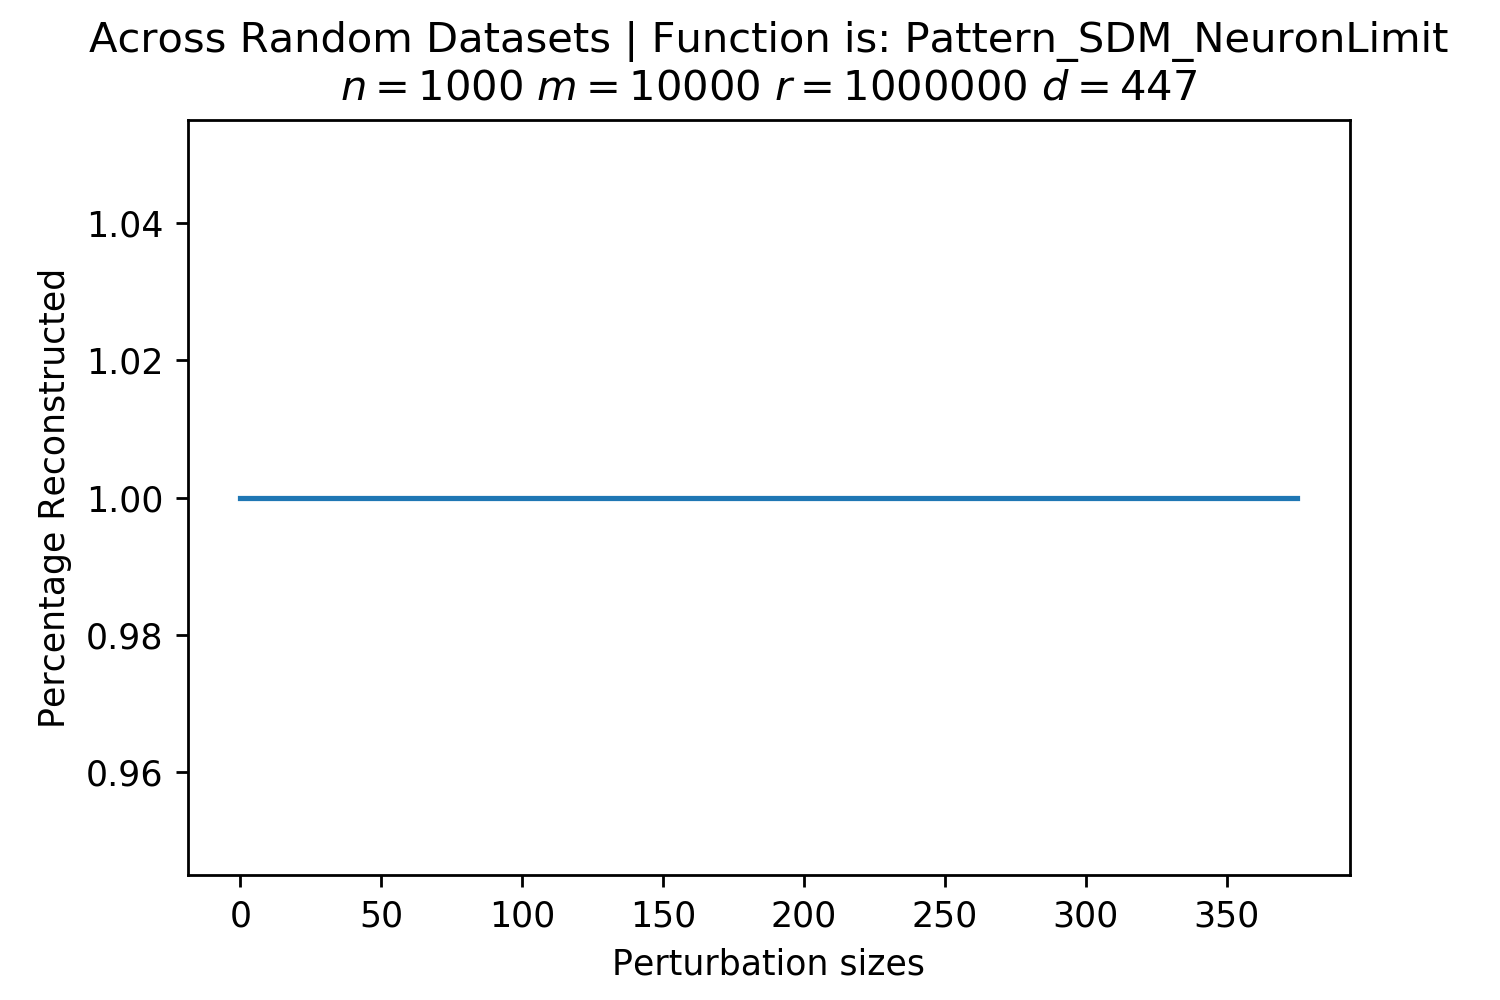 Across Random Datasets | Function is: Pattern_SDM_NeuronLimit
n = 1000 m = 10000 r = 1000000 d = 447
Percentage Reconstructed
1.04
1.02
1.00
0.98
0.96
0 50 100 150 200 250 300 350
Perturbation sizes